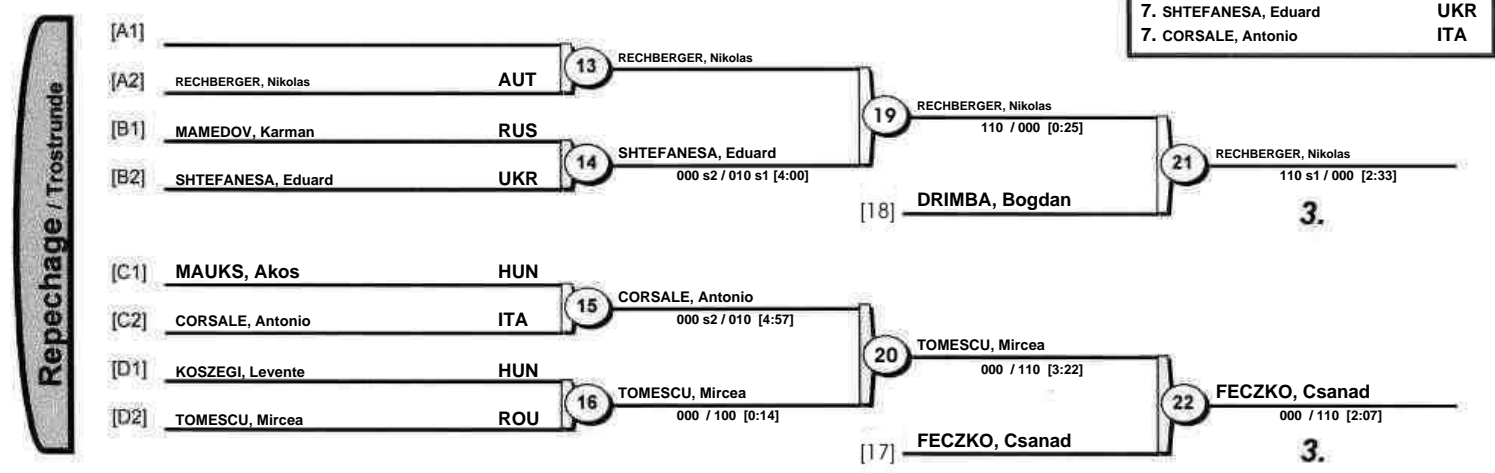 7. SHTEFANESA, Eduard UKR
7. CORSALE, Antonio ITA
Repechage / Trostrunde
[A1]
[A2] RECHBERGER, Nikolas AUT
13
RECHBERGER, Nikolas
[B1] MAMEDOV, Karman RUS
[B2] SHTEFANESA, Eduard UKR
14
SHTEFANESA, Eduard
000 s2 / 010 s1 [4:00]
19
RECHBERGER, Nikolas
110 / 000 [0:25]
[18] DRIMBA, Bogdan
21
RECHBERGER, Nikolas
110 s1 / 000 [2:33]
3.
[C1] MAUKS, Akos HUN
[C2] CORSALE, Antonio ITA
15
CORSALE, Antonio
000 s2 / 010 [4:57]
[D1] KOSZEGI, Levente HUN
[D2] TOMESCU, Mircea ROU
16
TOMESCU, Mircea
000 / 100 [0:14]
20
TOMESCU, Mircea
000 / 110 [3:22]
[17] FECZKO, Csanad
22
FECZKO, Csanad
000 / 110 [2:07]
3.